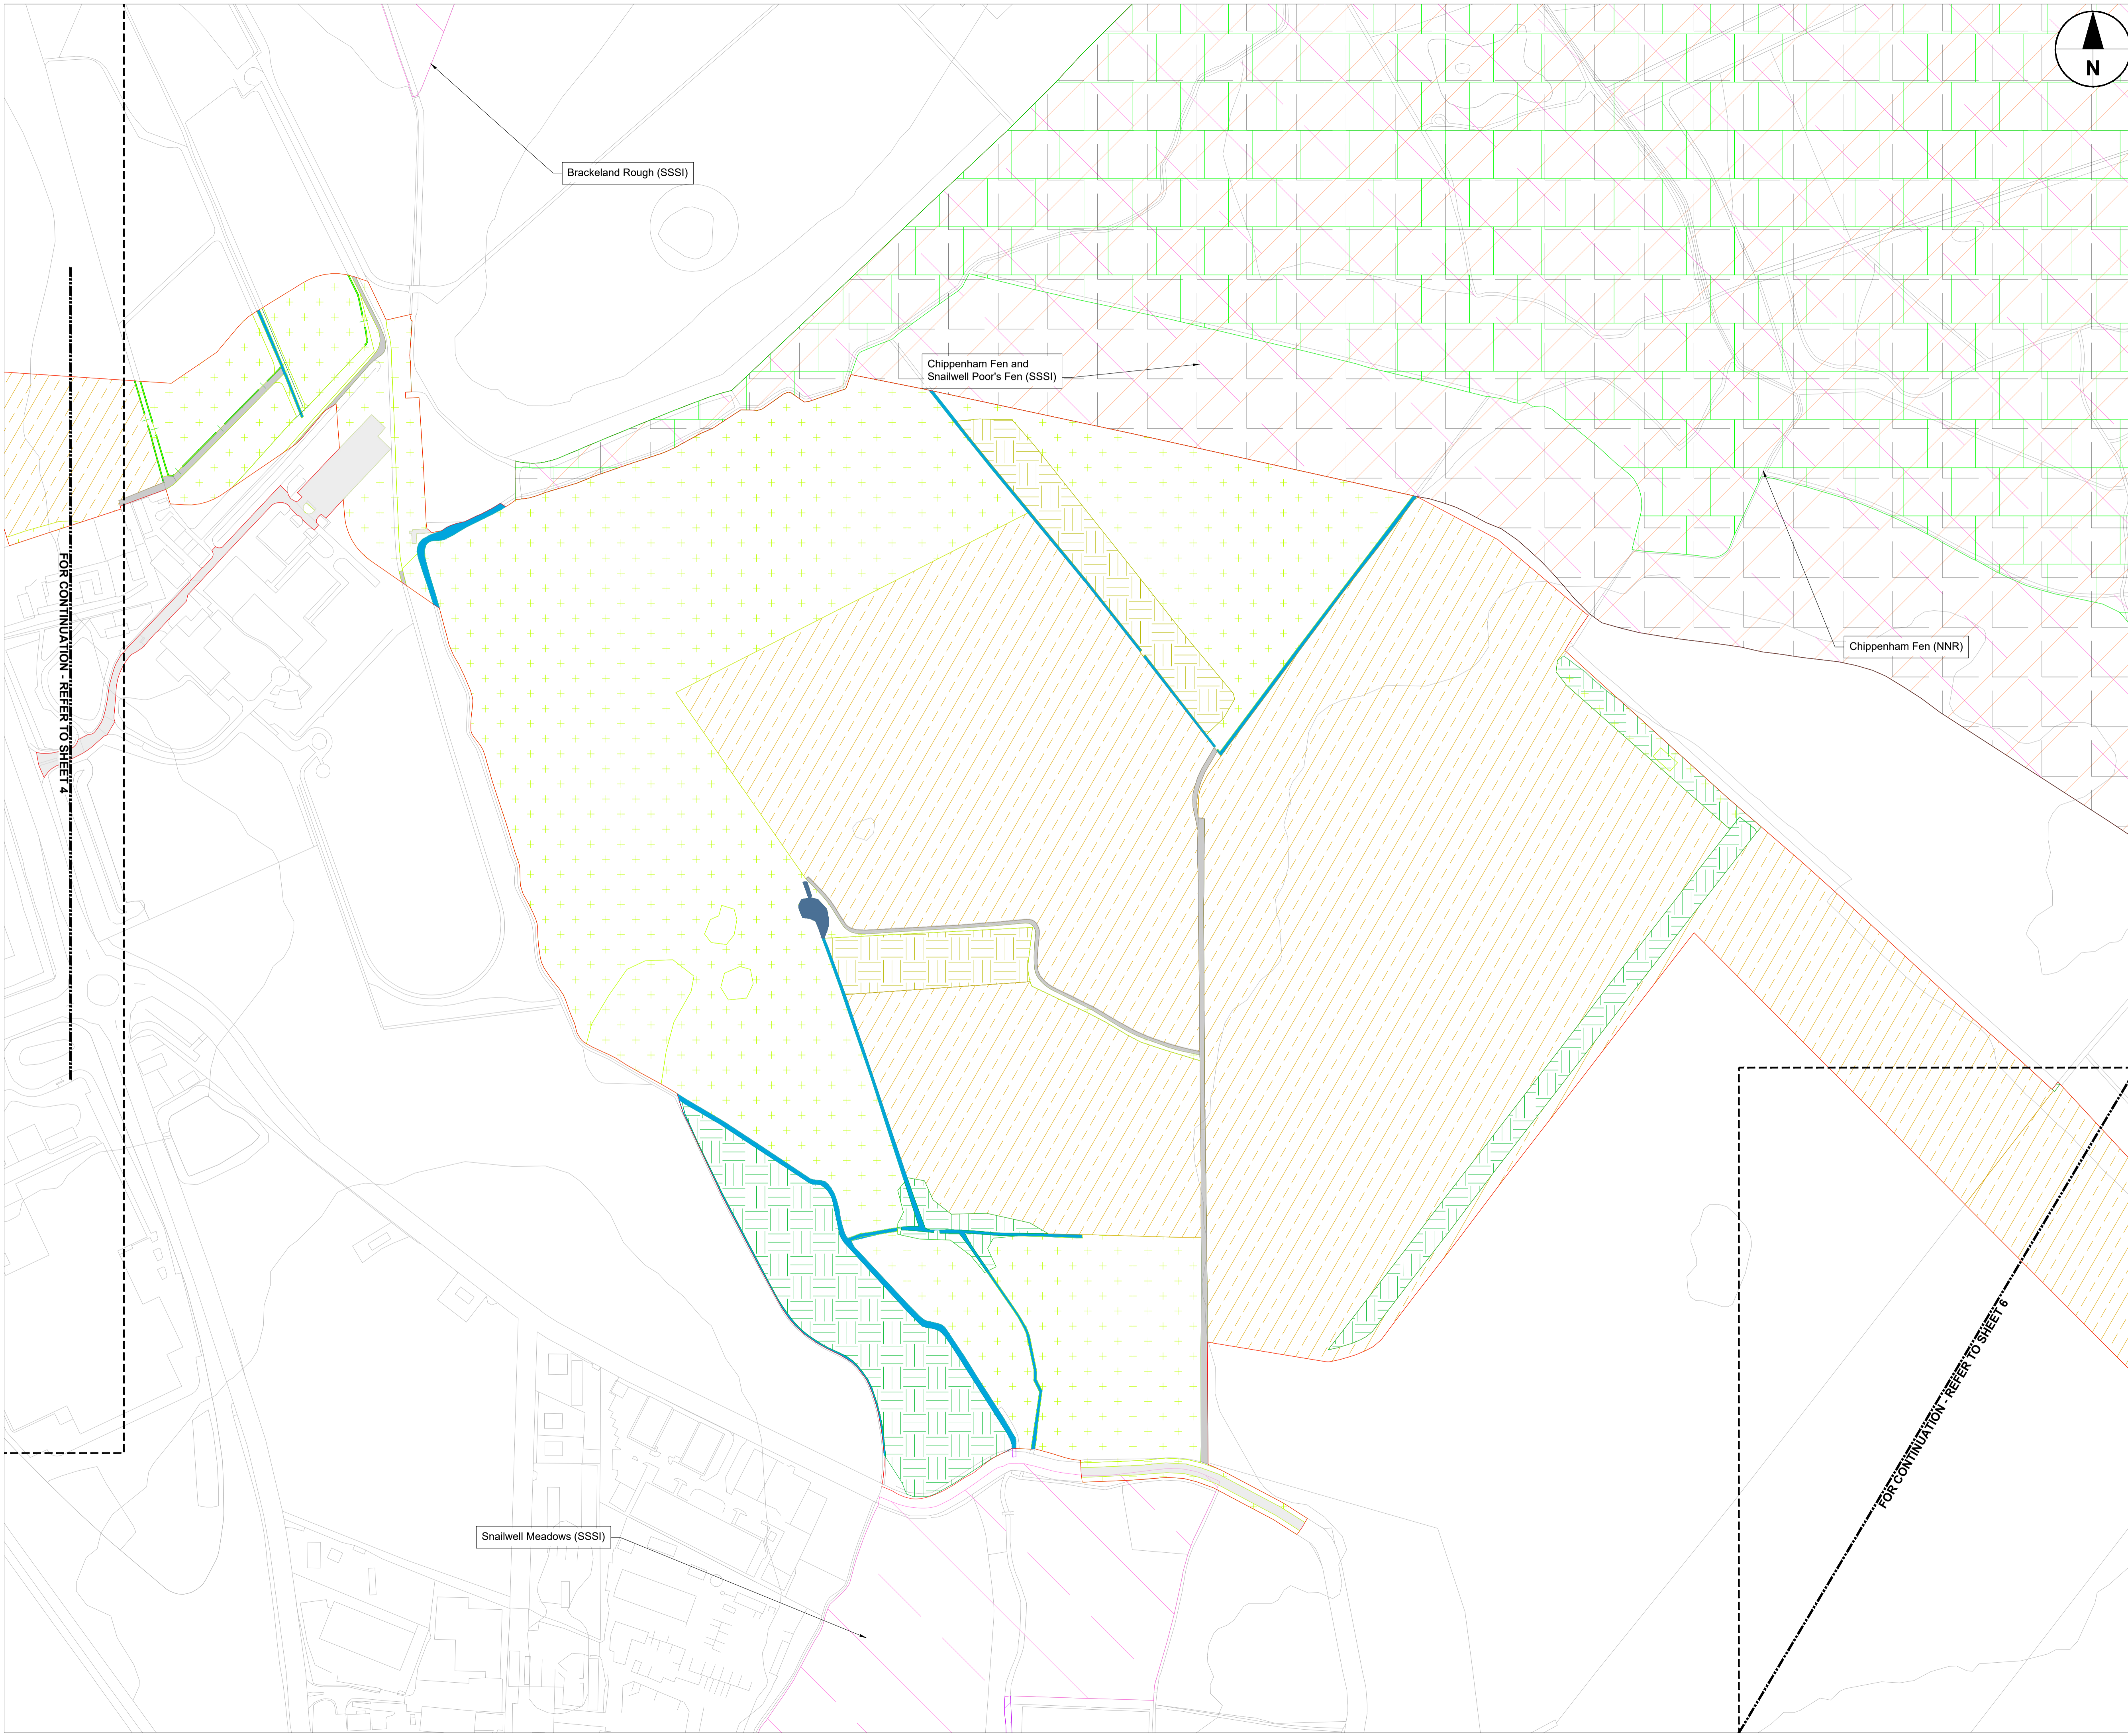 N
Brackeland Rough (SSSI)
Chippenham Fen and
Snailwell Poor's Fen (SSSI)
Chippenham Fen (NNR)
FOR CONTINUATION - REFER TO SHEET 4
FOR CONTINUATION - REFER TO SHEET 6
Snailwell Meadows (SSSI)